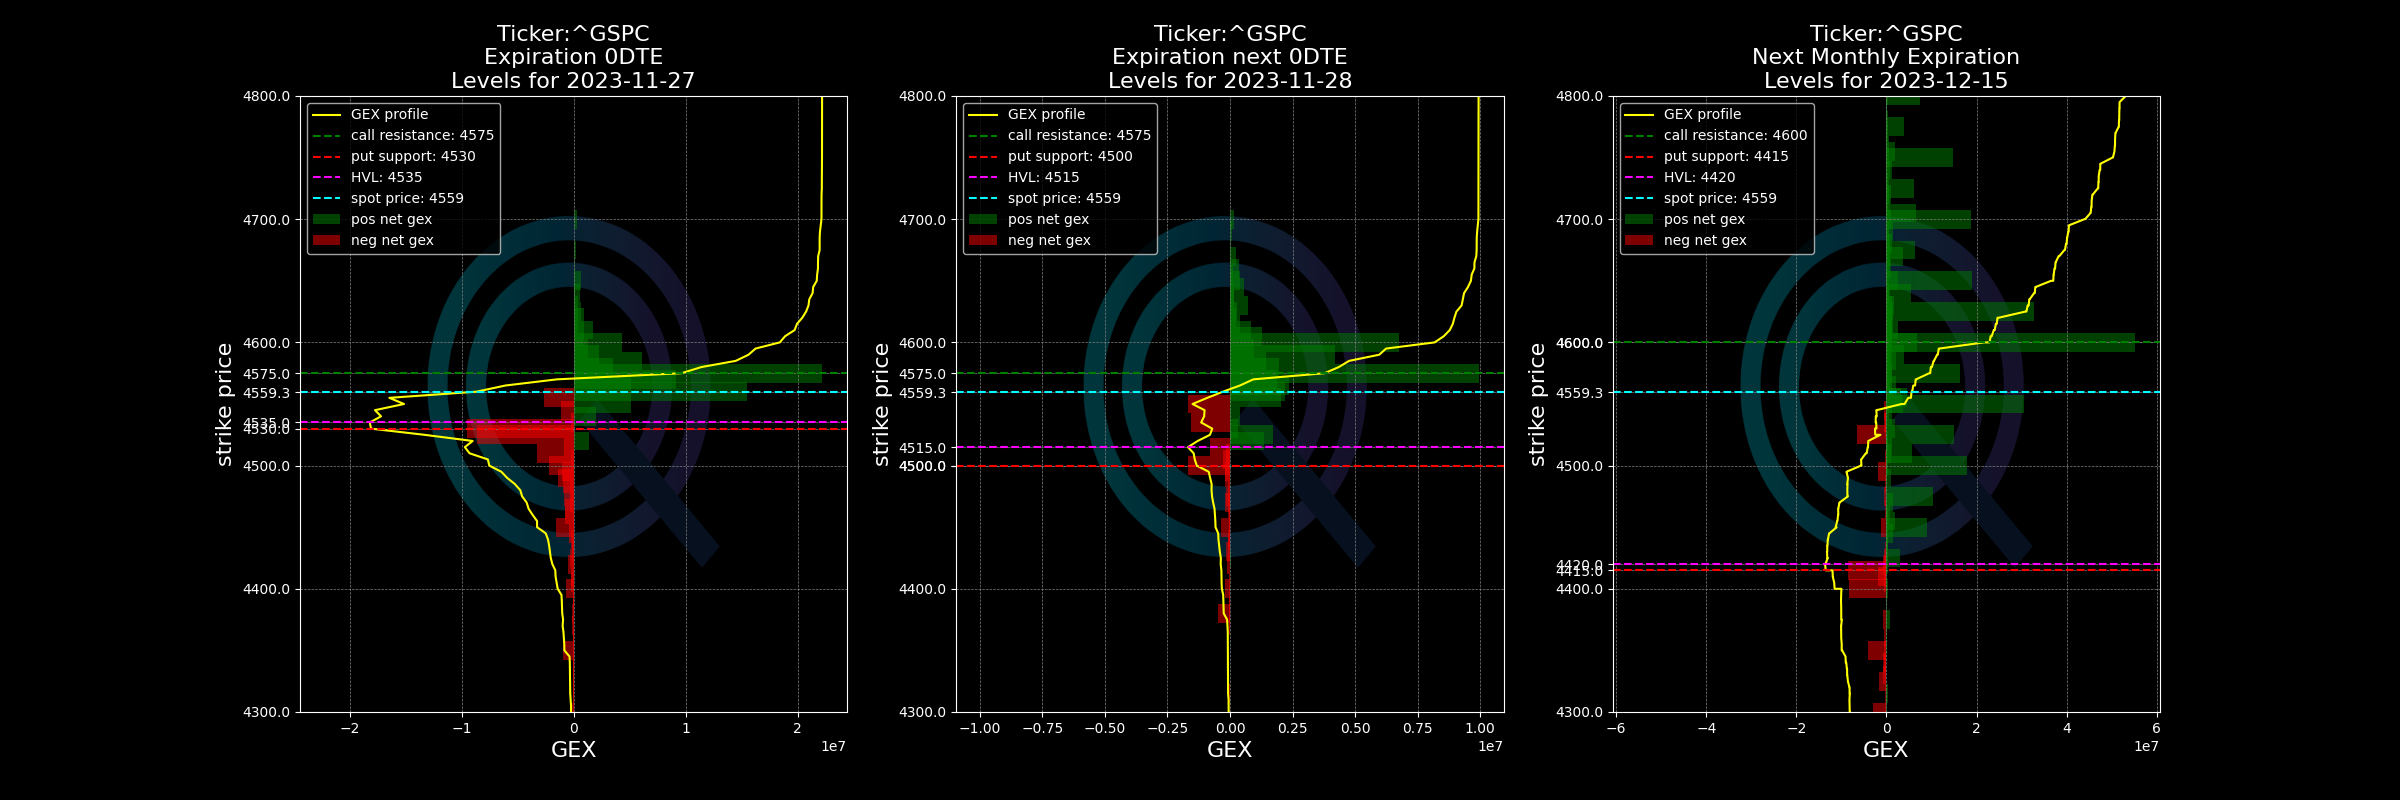 Ticker:^GSPC
Expiration 0DTE
Levels for 2023-11-27
GEX profile
call resistance: 4575
put support: 4530
HVL: 4535
spot price: 4559
pos net gex
neg net gex
4800.0
4700.0
4600.0
4575.0
4559.3
4535.0
4530.0
4500.0
4400.0
4300.0
strike price
−2
−1
0
1
2
1e7
GEX
Ticker:^GSPC
Expiration next 0DTE
Levels for 2023-11-28
GEX profile
call resistance: 4575
put support: 4500
HVL: 4515
spot price: 4559
pos net gex
neg net gex
4800.0
4700.0
4600.0
4575.0
4559.3
4515.0
4500.0
4400.0
4300.0
strike price
−1.00
−0.75
−0.50
−0.25
0.00
0.25
0.50
0.75
1.00
1e7
GEX
Ticker:^GSPC
Next Monthly Expiration
Levels for 2023-12-15
GEX profile
call resistance: 4600
put support: 4415
HVL: 4420
spot price: 4559
pos net gex
neg net gex
4800.0
4700.0
4600.0
4559.3
4500.0
4420.0
4415.0
4400.0
4300.0
strike price
−6
−4
−2
0
2
4
6
1e7
GEX